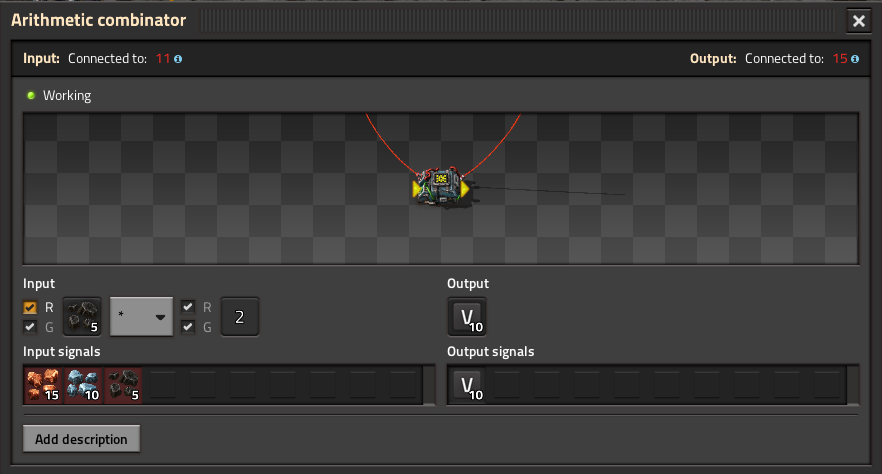 Arithmetic combinator
Input: Connected to: 11
Output: Connected to: 15
Working
Input
Output
R
G
5
*
R
G
2
V
10
Input signals
Output signals
15
10
5
V
10
Add description